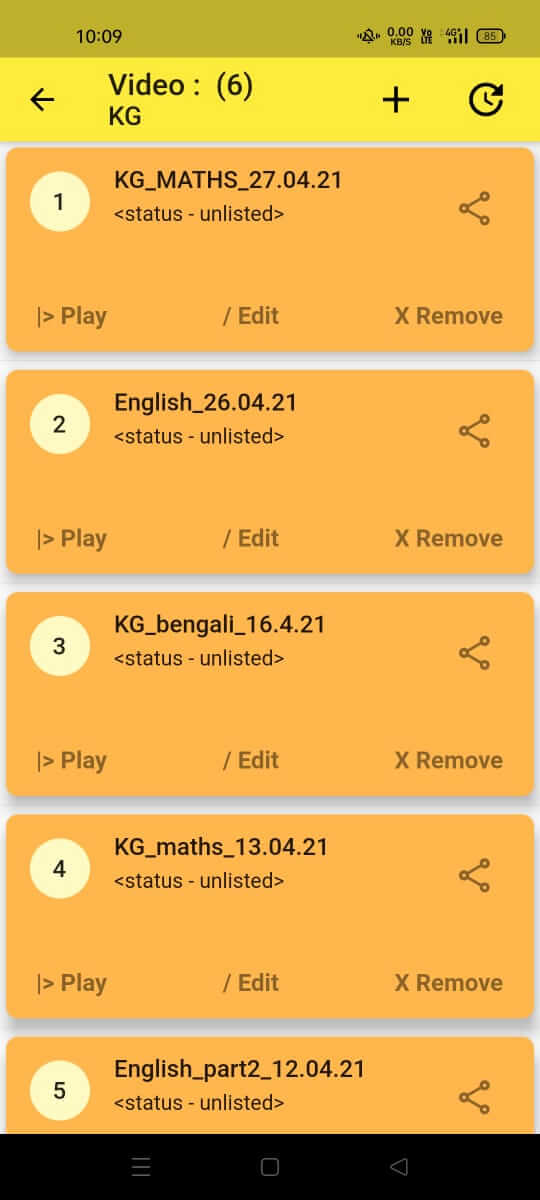 10:09
0.00 KB/S VO LTE 4G+ 85
Video : (6)
KG
1
KG_MATHS_27.04.21
<status - unlisted>
|> Play / Edit X Remove
2
English_26.04.21
<status - unlisted>
|> Play / Edit X Remove
3
KG_bengali_16.4.21
<status - unlisted>
|> Play / Edit X Remove
4
KG_maths_13.04.21
<status - unlisted>
|> Play / Edit X Remove
5
English_part2_12.04.21
<status - unlisted>